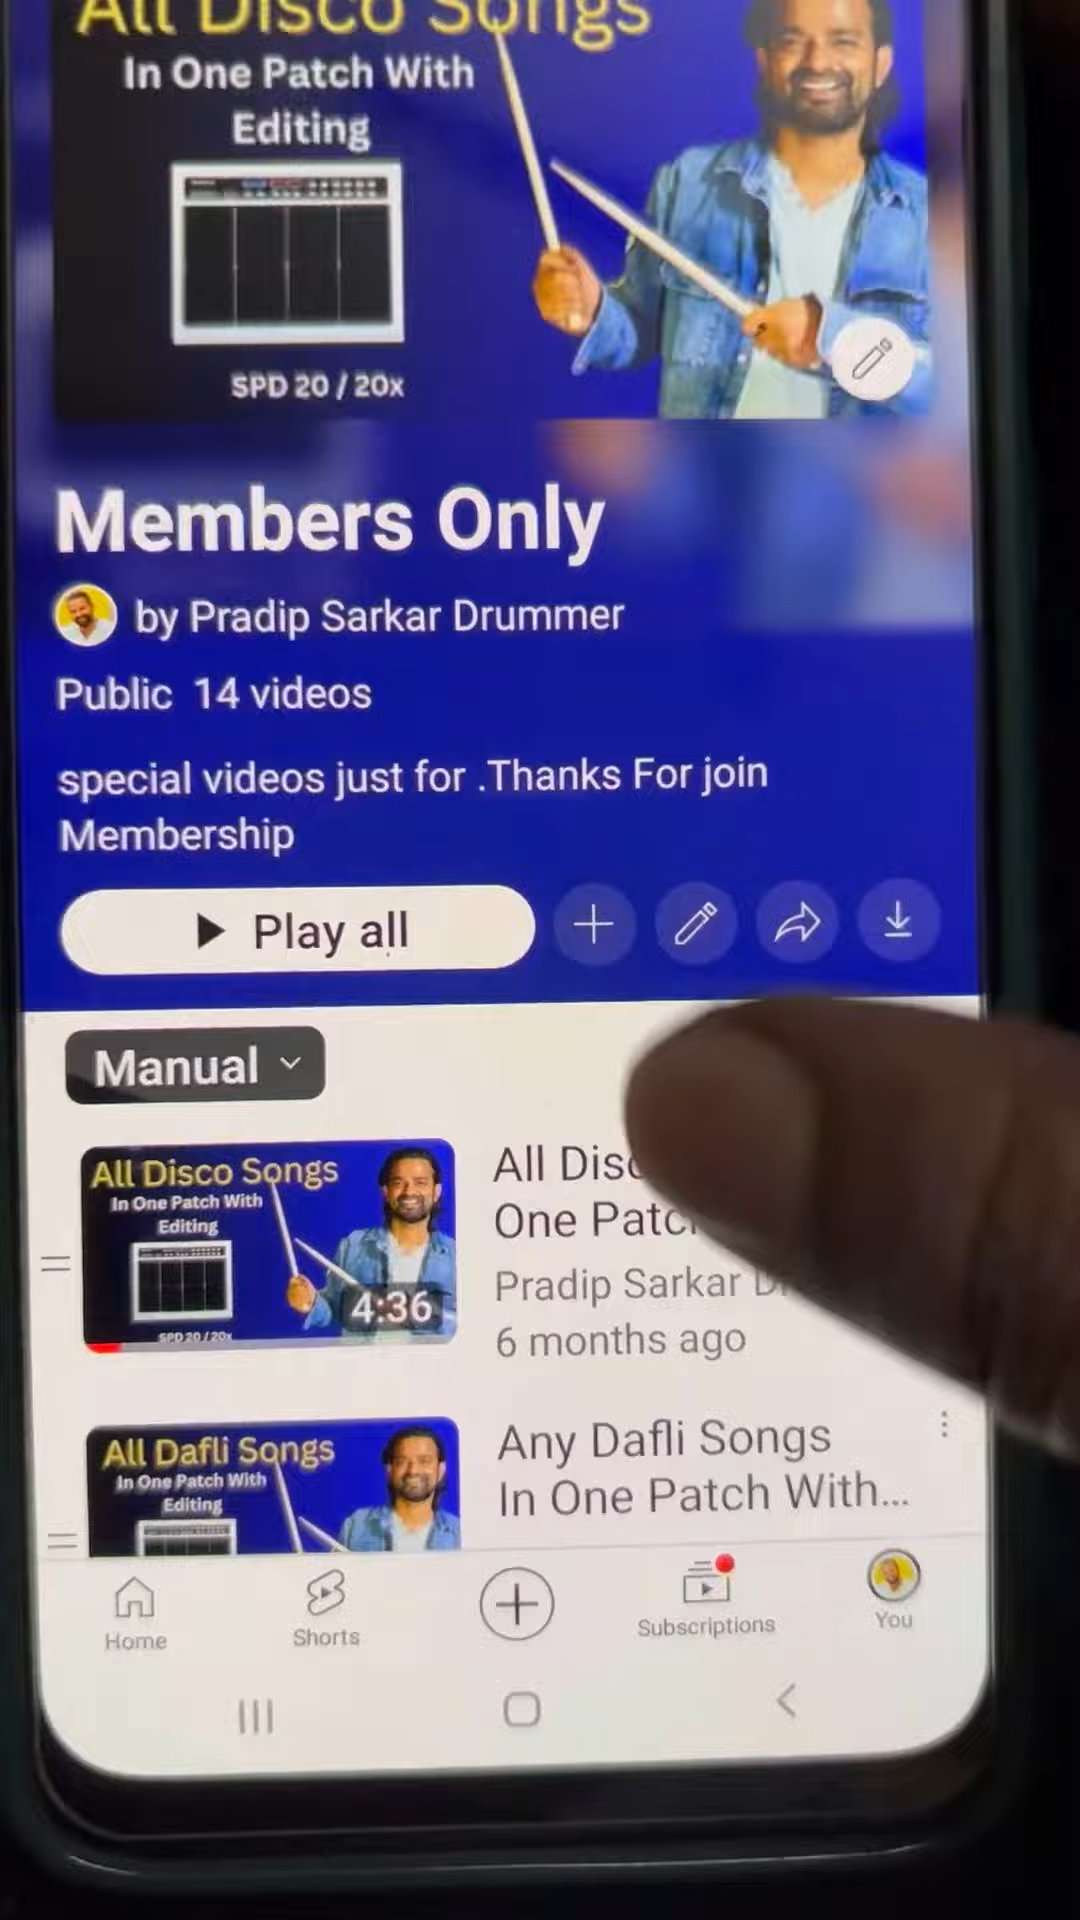 All Disco Songs
In One Patch With
Editing
SPD 20 / 20x
Members Only
by Pradip Sarkar Drummer
Public 14 videos
special videos just for .Thanks For join
Membership
Play all
Manual
All Disco Songs
In One Patch With
Editing
SPD 20 / 20x
4:36
All Disc
One Patc
Pradip Sarkar D
6 months ago
All Dafli Songs
In One Patch With
Editing
Any Dafli Songs
In One Patch With...
Home
Shorts
Subscriptions
You